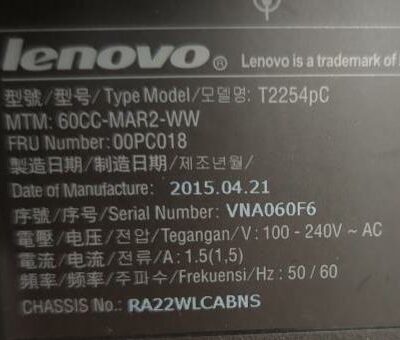 lenovo® Lenovo is a trademark of
型號/型号/Type Model/모델명: T2254pC
MTM: 60CC-MAR2-WW
FRU Number: 00PC018
製造日期/制造日期/제조년월/
Date of Manufacture: 2015.04.21
序號/序号/Serial Number: VNA060F6
電壓/电压/전압/Tegangan/V: 100 - 240V ~ AC
電流/电流/전류/A: 1.5(1,5)
頻率/频率/주파수/Frekuensi/Hz: 50/60
CHASSIS No.: RA22WLCABNS